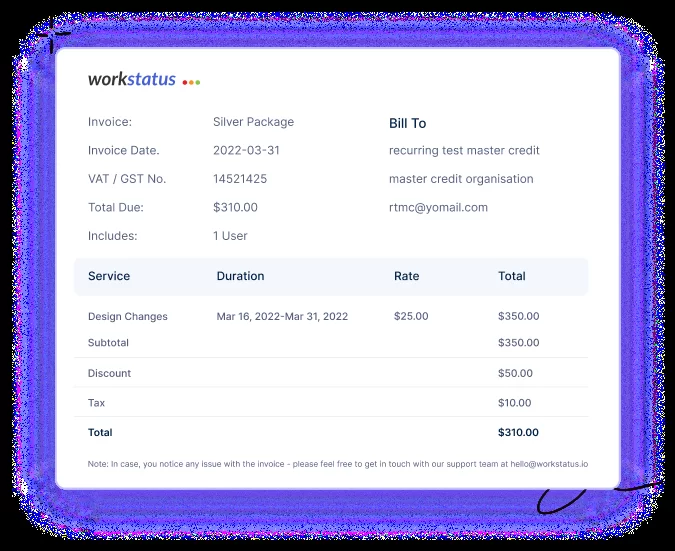 workstatus
Invoice: Silver Package Bill To
Invoice Date. 2022-03-31 recurring test master credit
VAT / GST No. 14521425 master credit organisation
Total Due: $310.00 rtmc@yomail.com
Includes: 1 User
Service Duration Rate Total
Design Changes Mar 16, 2022-Mar 31, 2022 $25.00 $350.00
Subtotal $350.00
Discount $50.00
Tax $10.00
Total $310.00
Note: In case, you notice any issue with the invoice - please feel free to get in touch with our support team at hello@workstatus.io